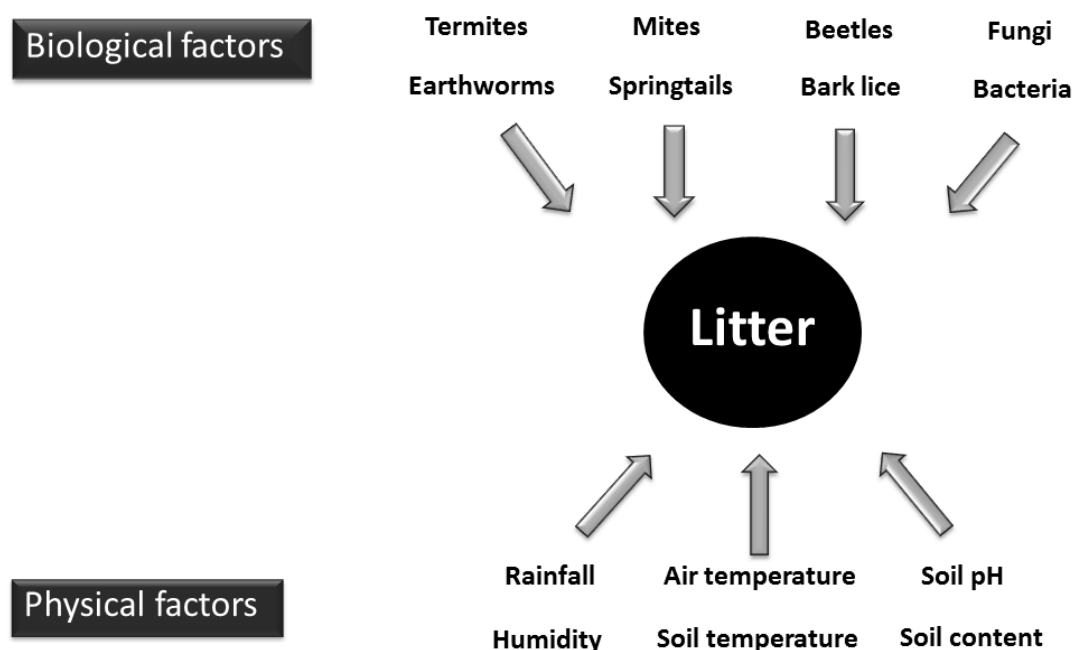 Biological factors
Termites Mites Beetles Fungi
Earthworms Springtails Bark lice Bacteria
Litter
Rainfall Air temperature Soil pH
Physical factors
Humidity Soil temperature Soil content